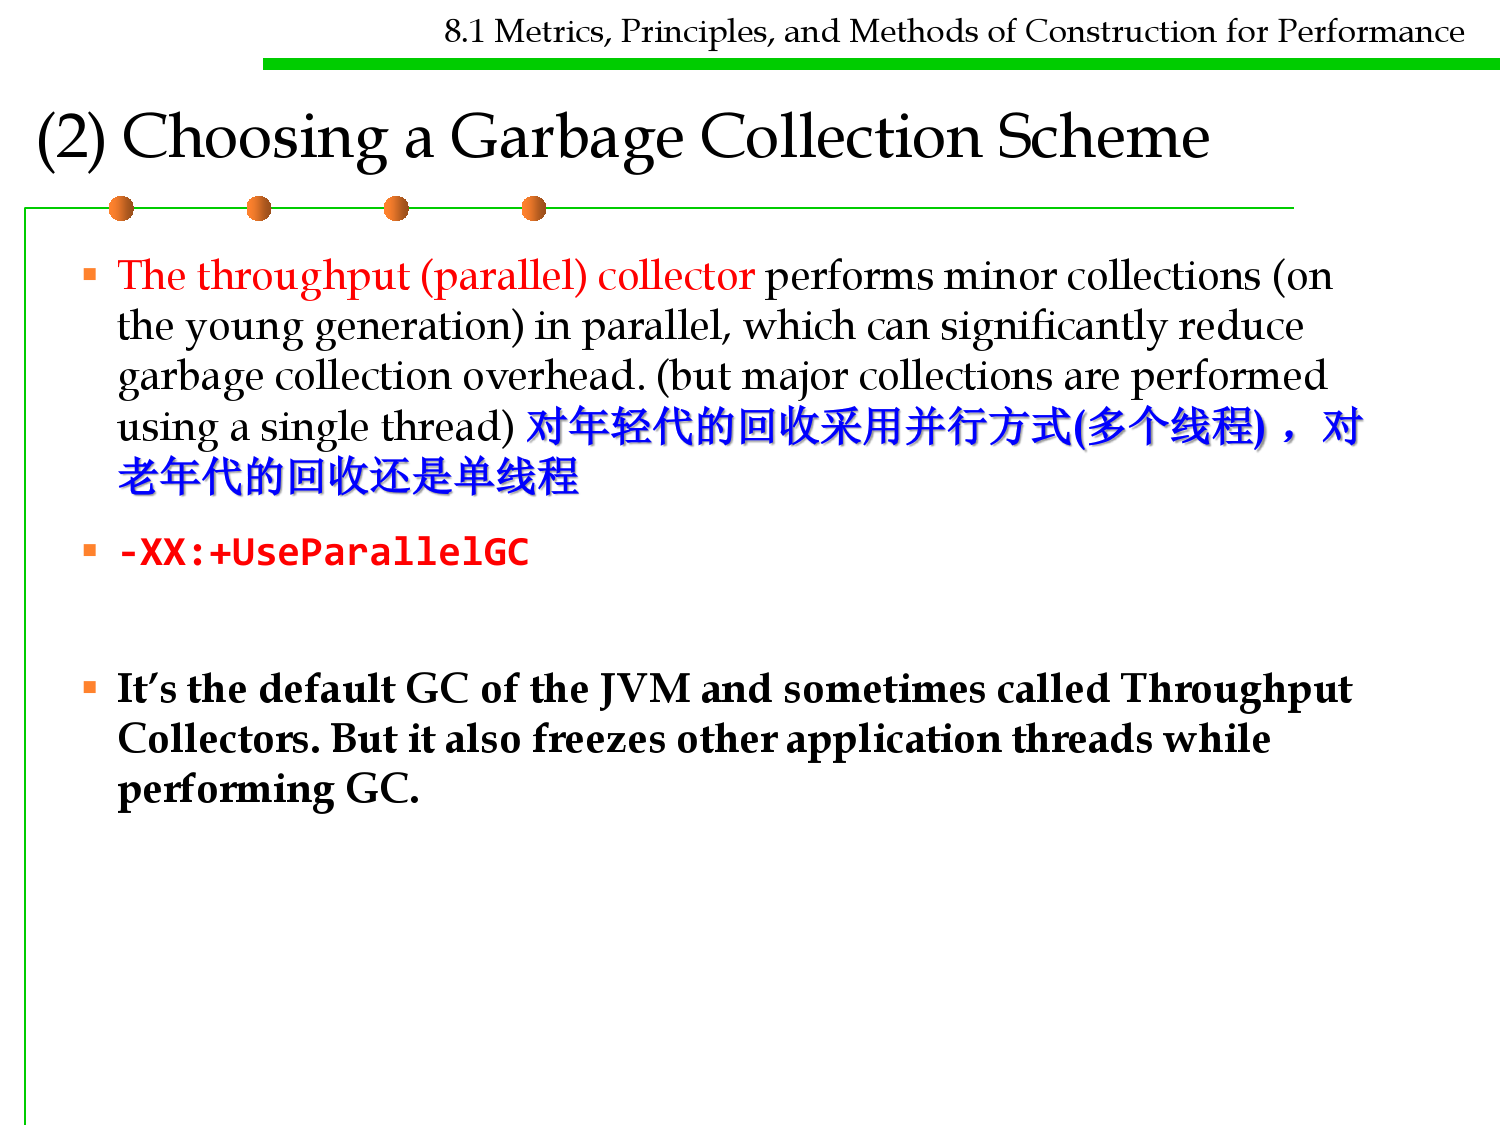 8.1 Metrics, Principles, and Methods of Construction for Performance
(2) Choosing a Garbage Collection Scheme
▪ The throughput (parallel) collector performs minor collections (on
the young generation) in parallel, which can significantly reduce
garbage collection overhead. (but major collections are performed
using a single thread) 对年轻代的回收采用并行方式(多个线程)，对
老年代的回收还是单线程
▪ -XX:+UseParallelGC
▪ It’s the default GC of the JVM and sometimes called Throughput
Collectors. But it also freezes other application threads while
performing GC.